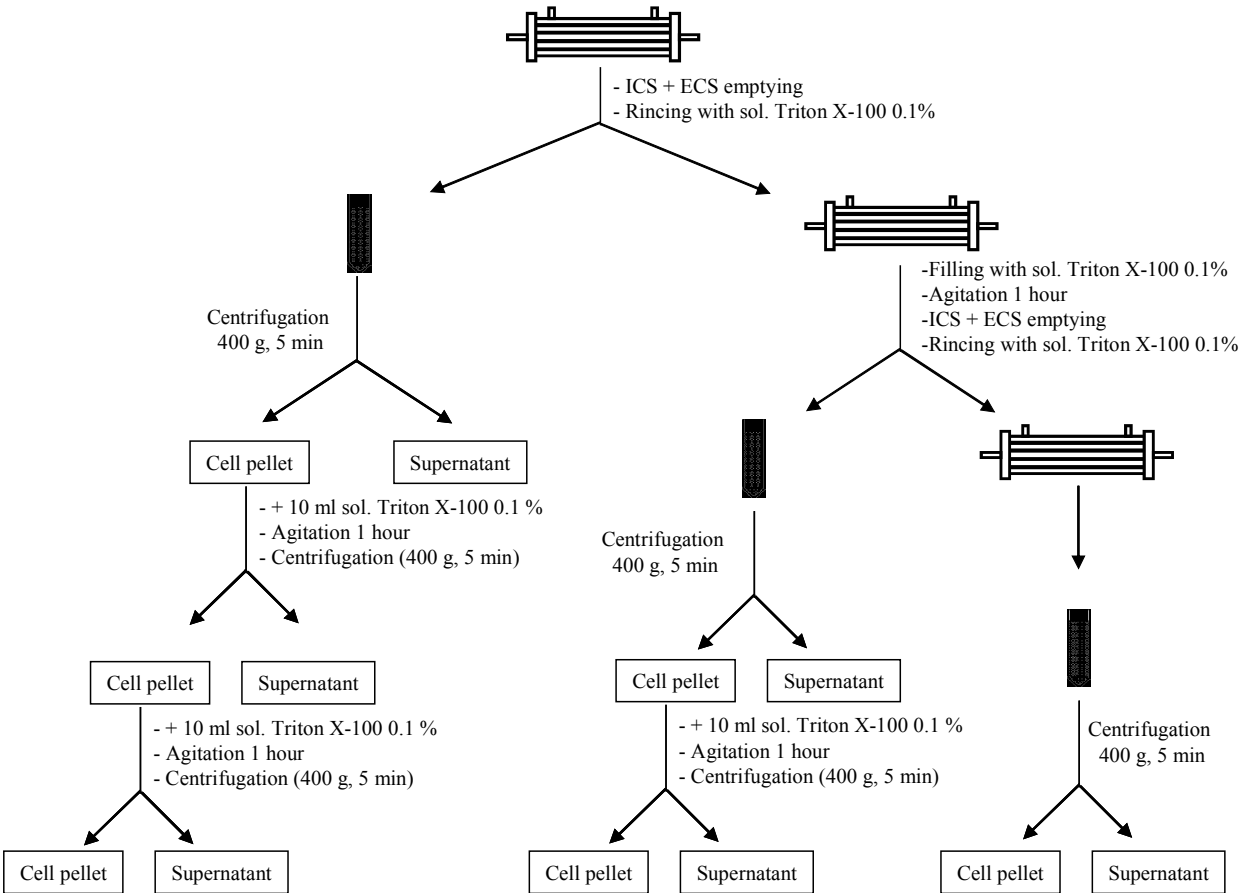 - ICS + ECS emptying
- Rincing with sol. Triton X-100 0.1%
-Filling with sol. Triton X-100 0.1%
-Agitation 1 hour
-ICS + ECS emptying
-Rincing with sol. Triton X-100 0.1%
Centrifugation
400 g, 5 min
Cell pellet
Supernatant
- + 10 ml sol. Triton X-100 0.1 %
- Agitation 1 hour
- Centrifugation (400 g, 5 min)
Centrifugation
400 g, 5 min
Cell pellet
Supernatant
Cell pellet
Supernatant
- + 10 ml sol. Triton X-100 0.1 %
- Agitation 1 hour
- Centrifugation (400 g, 5 min)
- + 10 ml sol. Triton X-100 0.1 %
- Agitation 1 hour
- Centrifugation (400 g, 5 min)
Centrifugation
400 g, 5 min
Cell pellet
Supernatant
Cell pellet
Supernatant
Cell pellet
Supernatant